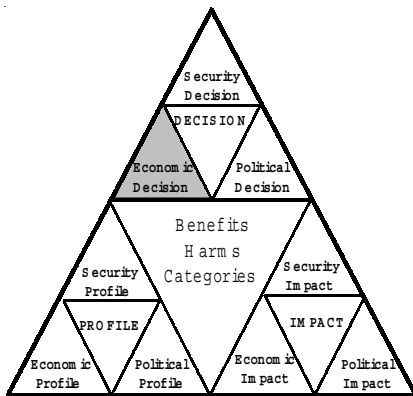 Security
Decision
DECISION
Economic
Decision
Political
Decision
Benefits
Harms
Categories
Security
Profile
Security
Impact
PROFILE
IMPACT
Economic
Profile
Political
Profile
Economic
Impact
Political
Impact